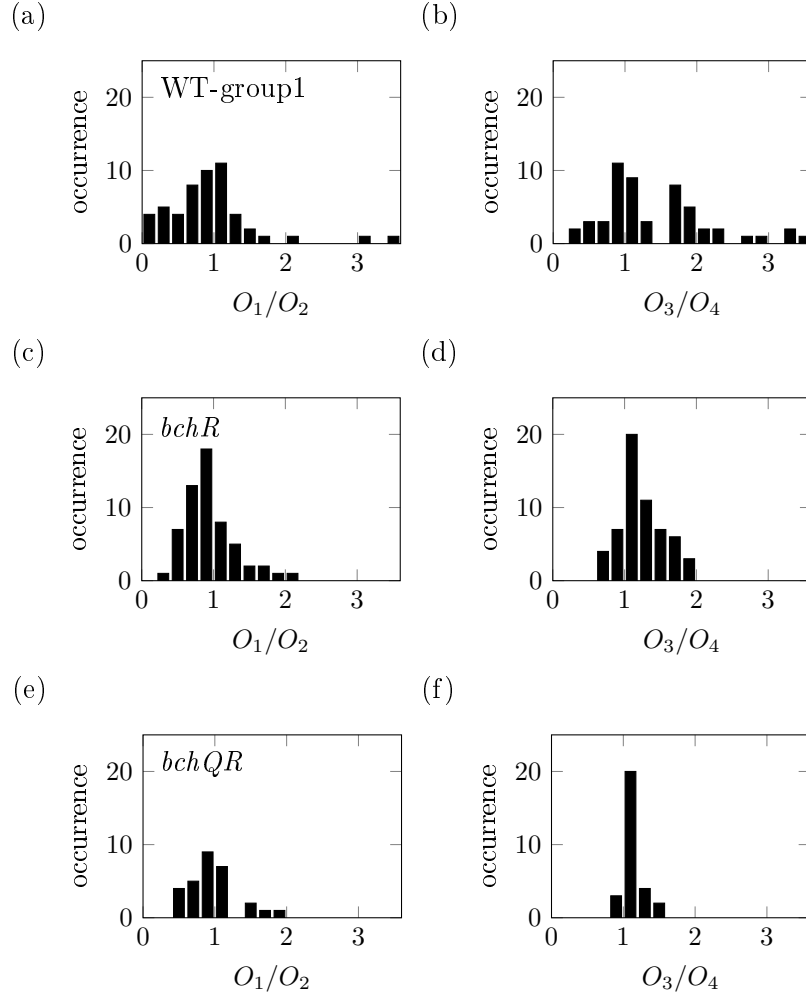 (a)
WT-group1
occurrence
20
10
0
0 1 2 3
O1/O2
(b)
occurrence
20
10
0
0 1 2 3
O3/O4
(c)
bchR
occurrence
20
10
0
0 1 2 3
O1/O2
(d)
occurrence
20
10
0
0 1 2 3
O3/O4
(e)
bchQR
occurrence
20
10
0
0 1 2 3
O1/O2
(f)
occurrence
20
10
0
0 1 2 3
O3/O4